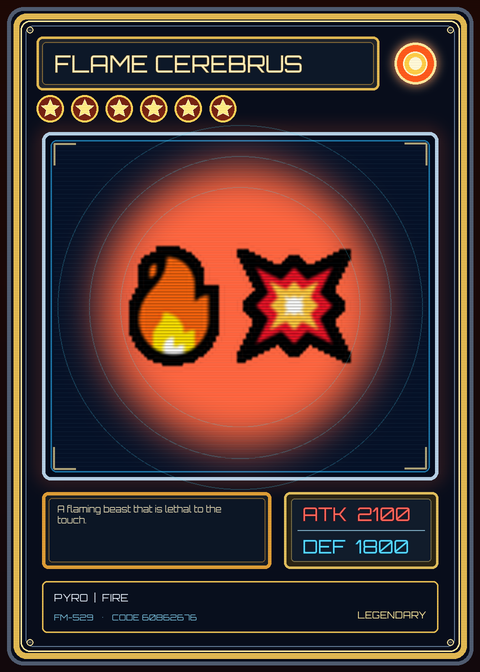 FLAME CEREBRUS
A flaming beast that is lethal to the
touch.
ATK 2100
DEF 1800
PYRO | FIRE
FM-529 · CODE 60862676
LEGENDARY